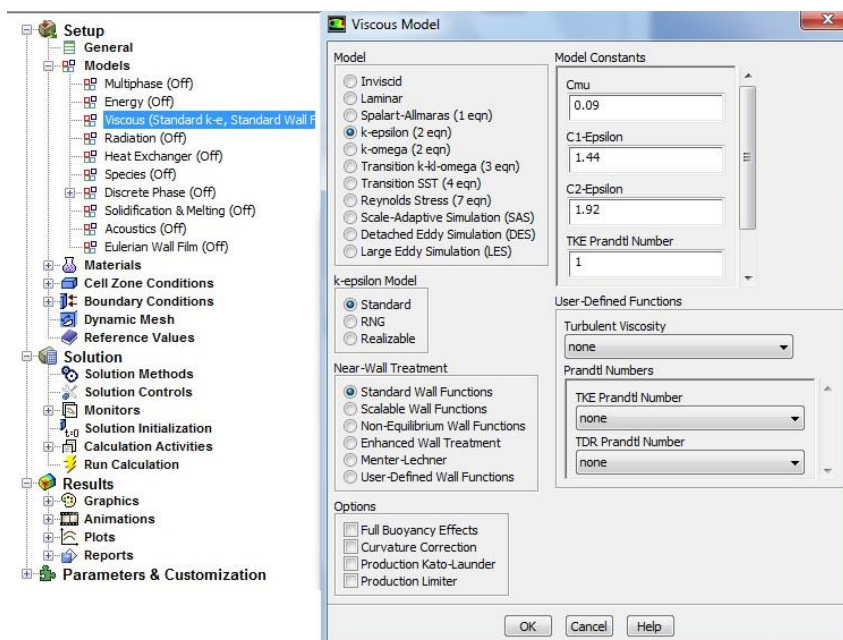 Setup
General
Models
Multiphase (Off)
Energy (Off)
Viscous (Standard k-e, Standard Wall F
Radiation (Off)
Heat Exchanger (Off)
Species (Off)
Discrete Phase (Off)
Solidification & Melting (Off)
Acoustics (Off)
Eulerian Wall Film (Off)
Materials
Cell Zone Conditions
Boundary Conditions
Dynamic Mesh
Reference Values
Solution
Solution Methods
Solution Controls
Monitors
t=0 Solution Initialization
Calculation Activities
Run Calculation
Results
Graphics
Animations
Plots
Reports
Parameters & Customization
Viscous Model
Model
Inviscid
Laminar
Spalart-Allmaras (1 eqn)
k-epsilon (2 eqn)
k-omega (2 eqn)
Transition k-kl-omega (3 eqn)
Transition SST (4 eqn)
Reynolds Stress (7 eqn)
Scale-Adaptive Simulation (SAS)
Detached Eddy Simulation (DES)
Large Eddy Simulation (LES)
k-epsilon Model
Standard
RNG
Realizable
Near-Wall Treatment
Standard Wall Functions
Scalable Wall Functions
Non-Equilibrium Wall Functions
Enhanced Wall Treatment
Menter-Lechner
User-Defined Wall Functions
Options
Full Buoyancy Effects
Curvature Correction
Production Kato-Launder
Production Limiter
Model Constants
Cmu
0.09
C1-Epsilon
1.44
C2-Epsilon
1.92
TKE Prandtl Number
1
User-Defined Functions
Turbulent Viscosity
none
Prandtl Numbers
TKE Prandtl Number
none
TDR Prandtl Number
none
OK Cancel Help